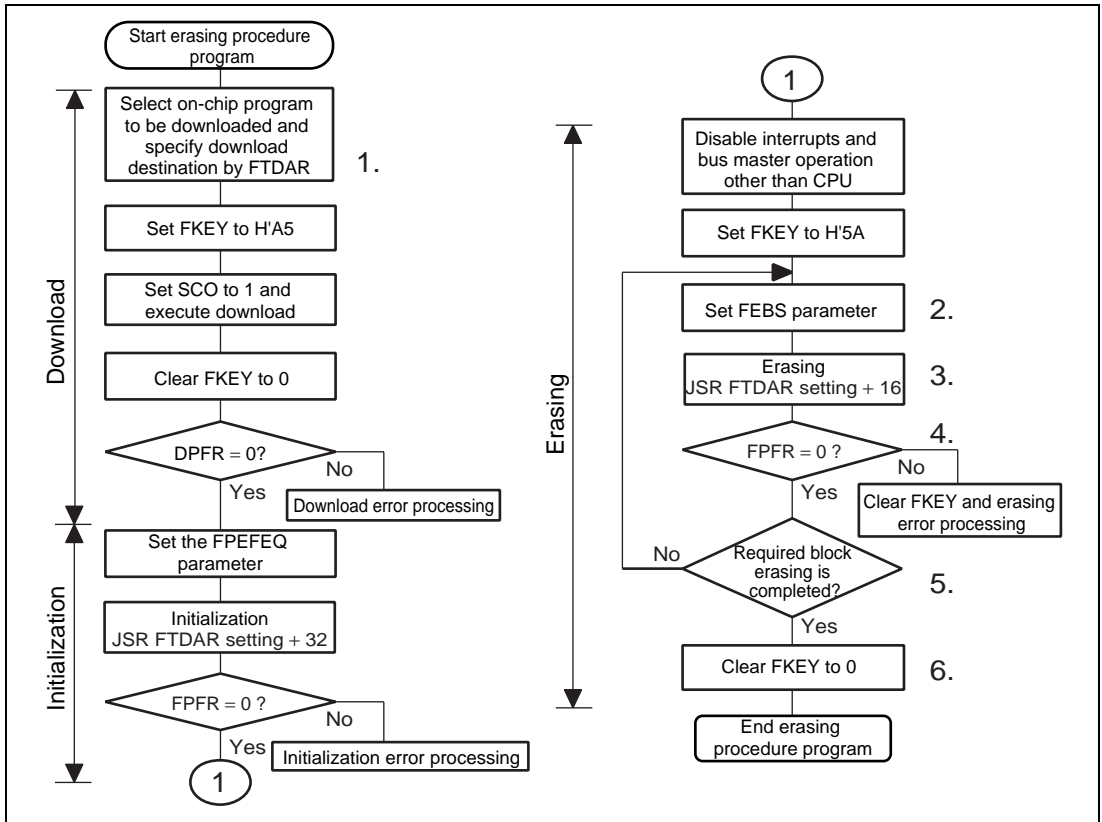 Start erasing procedure
program
Select on-chip program
to be downloaded and
specify download
destination by FTDAR
1.
Set FKEY to H'A5
Set SCO to 1 and
execute download
Clear FKEY to 0
DPFR = 0?
No
Yes
Download error processing
Download
Set the FPEFEQ
parameter
Initialization
JSR FTDAR setting + 32
FPFR = 0 ?
No
Yes
Initialization error processing
Initialization
1
1
Disable interrupts and
bus master operation
other than CPU
Set FKEY to H'5A
Set FEBS parameter
2.
Erasing
JSR FTDAR setting + 16
3.
4.
FPFR = 0 ?
No
Yes
Clear FKEY and erasing
error processing
Erasing
No
Required block
erasing is
completed?
5.
Yes
Clear FKEY to 0
6.
End erasing
procedure program